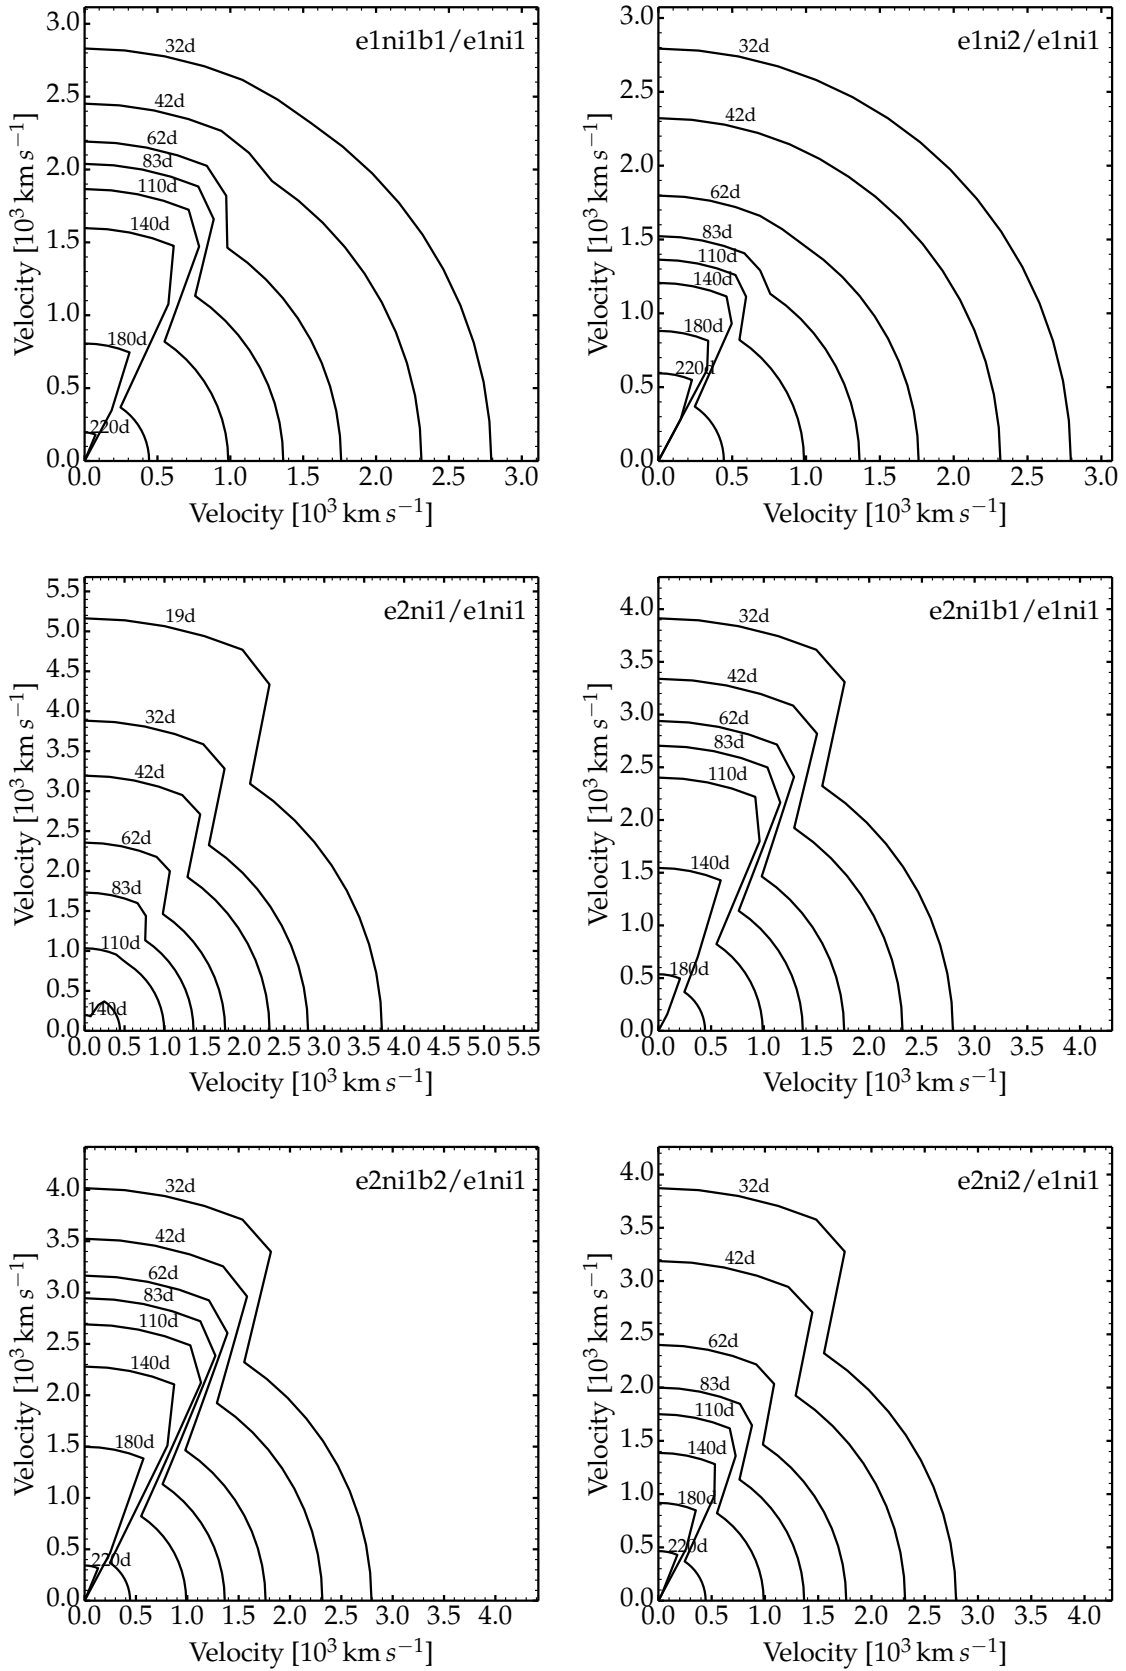 e1ni1b1/e1ni1
32d
42d
62d
83d
110d
140d
180d
220d
3.0
2.5
2.0
1.5
1.0
0.5
0.0
Velocity [10³ km s⁻¹]
0.0 0.5 1.0 1.5 2.0 2.5 3.0
Velocity [10³ km s⁻¹]
e1ni2/e1ni1
32d
42d
62d
83d
110d
140d
180d
220d
3.0
2.5
2.0
1.5
1.0
0.5
0.0
Velocity [10³ km s⁻¹]
0.0 0.5 1.0 1.5 2.0 2.5 3.0
Velocity [10³ km s⁻¹]
e2ni1/e1ni1
19d
32d
42d
62d
83d
110d
140d
5.5
5.0
4.5
4.0
3.5
3.0
2.5
2.0
1.5
1.0
0.5
0.0
Velocity [10³ km s⁻¹]
0.0 0.5 1.0 1.5 2.0 2.5 3.0 3.5 4.0 4.5 5.0 5.5
Velocity [10³ km s⁻¹]
e2ni1b1/e1ni1
32d
42d
62d
83d
110d
140d
180d
4.0
3.5
3.0
2.5
2.0
1.5
1.0
0.5
0.0
Velocity [10³ km s⁻¹]
0.0 0.5 1.0 1.5 2.0 2.5 3.0 3.5 4.0
Velocity [10³ km s⁻¹]
e2ni1b2/e1ni1
32d
42d
62d
83d
110d
140d
180d
220d
4.0
3.5
3.0
2.5
2.0
1.5
1.0
0.5
0.0
Velocity [10³ km s⁻¹]
0.0 0.5 1.0 1.5 2.0 2.5 3.0 3.5 4.0
Velocity [10³ km s⁻¹]
e2ni2/e1ni1
32d
42d
62d
83d
110d
140d
180d
220d
4.0
3.5
3.0
2.5
2.0
1.5
1.0
0.5
0.0
Velocity [10³ km s⁻¹]
0.0 0.5 1.0 1.5 2.0 2.5 3.0 3.5 4.0
Velocity [10³ km s⁻¹]